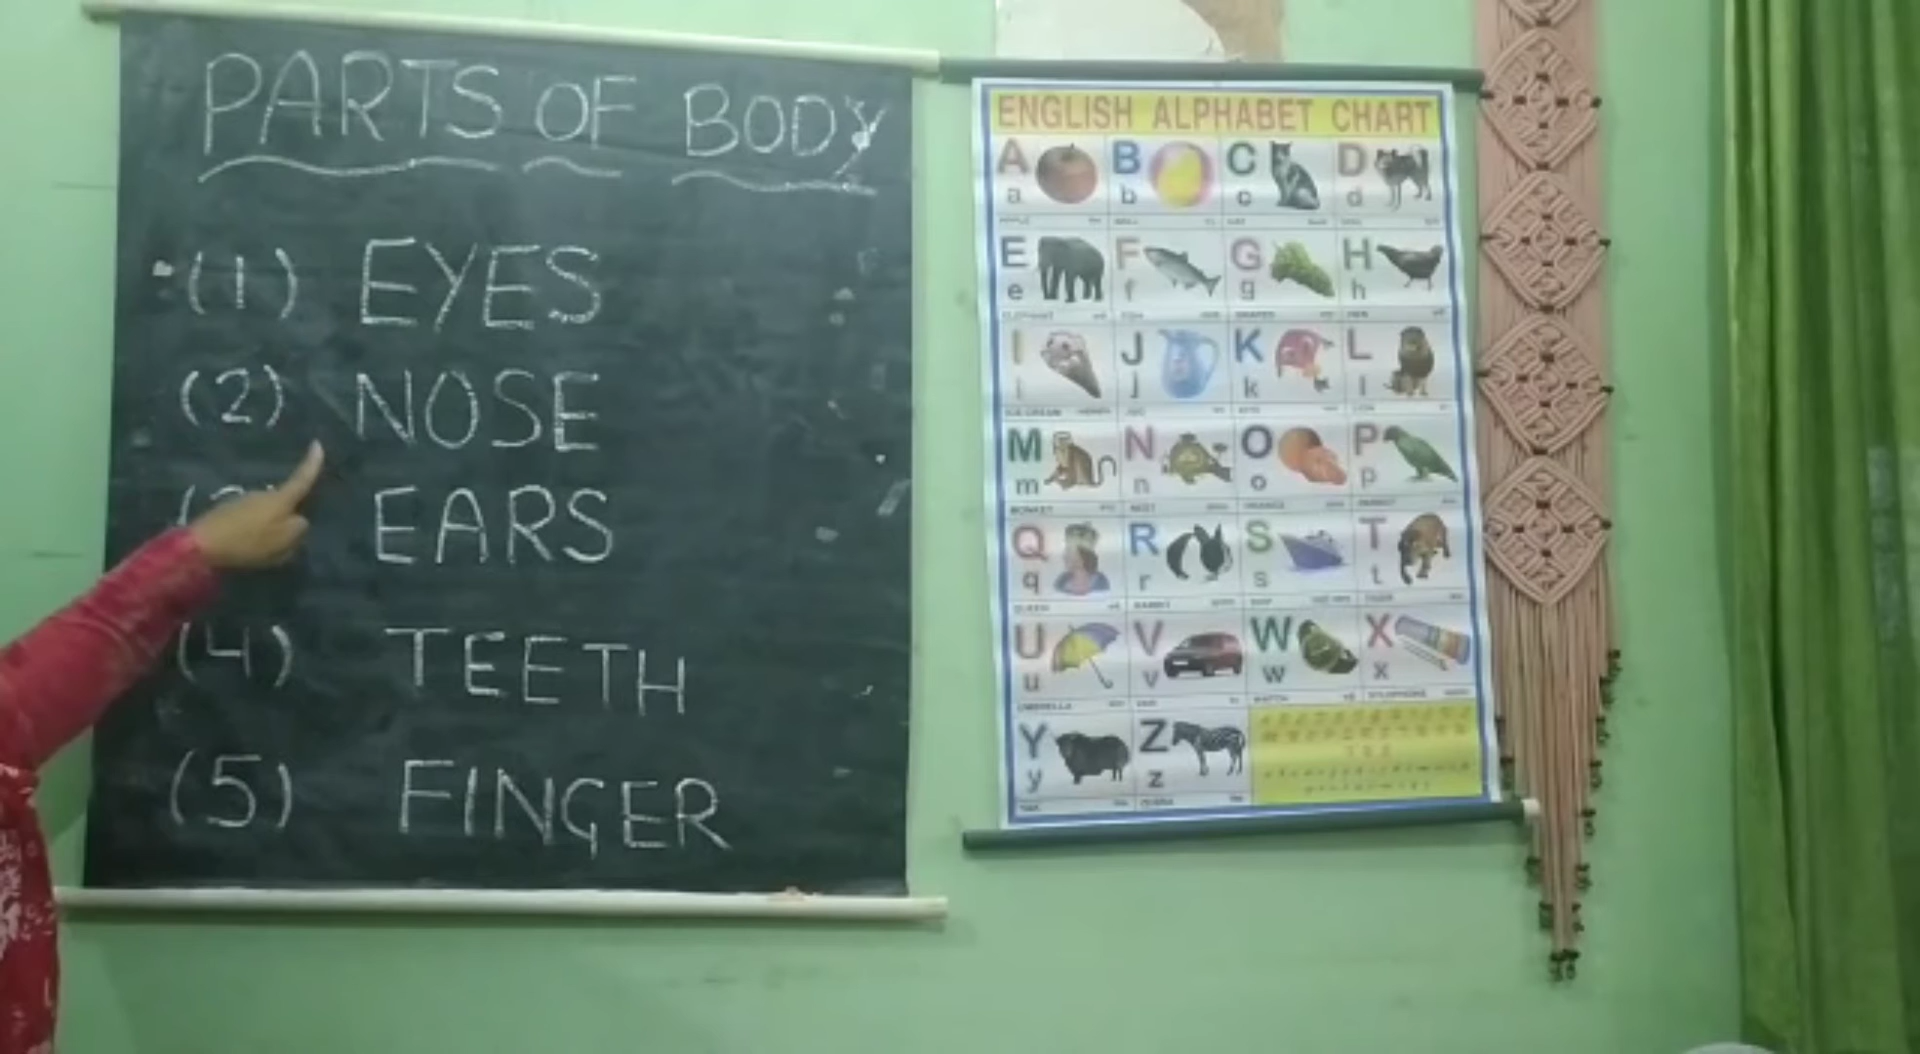 PARTS OF BODY
(1) EYES
(2) NOSE
EARS
(4) TEETH
(5) FINGER
ENGLISH ALPHABET CHART
A B C D
a b c d
E F G H
e f g h
I J K L
i j k l
M N O P
m n o p
Q R S T
q r s t
U V W X
u v w x
Y Z
y z